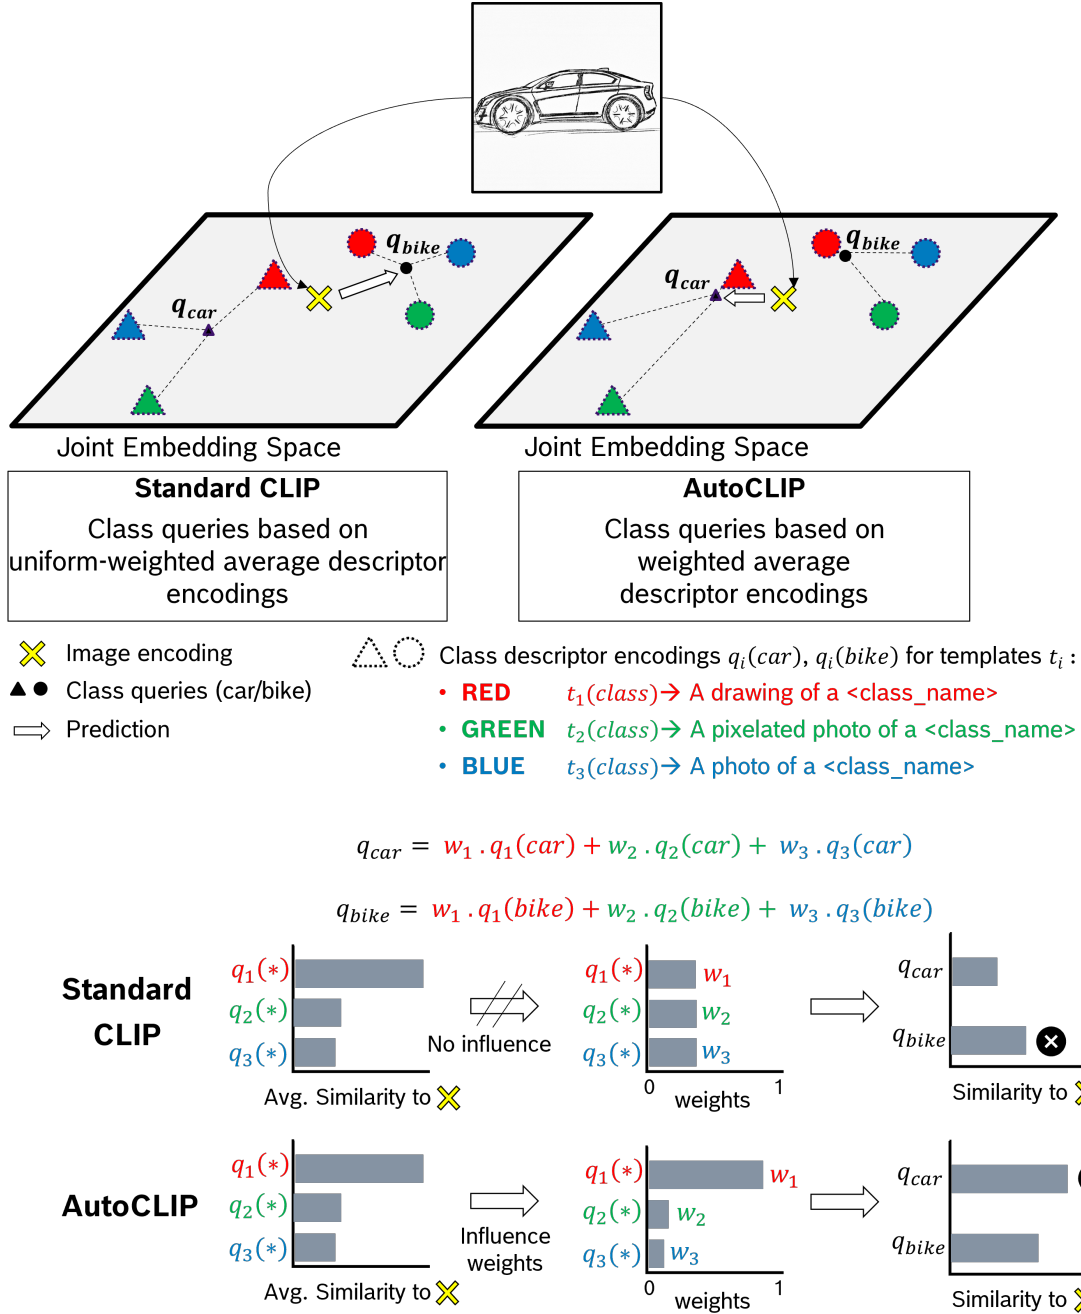 q_bike
q_car
q_bike
q_car
Joint Embedding Space
Joint Embedding Space
Standard CLIP
Class queries based on
uniform-weighted average descriptor
encodings
AutoCLIP
Class queries based on
weighted average
descriptor encodings
Image encoding
Class queries (car/bike)
Prediction
Class descriptor encodings q_i(car), q_i(bike) for templates t_i :
• RED t_1(class)→ A drawing of a <class_name>
• GREEN t_2(class)→ A pixelated photo of a <class_name>
• BLUE t_3(class)→ A photo of a <class_name>
q_car = w_1 . q_1(car) + w_2 . q_2(car) + w_3 . q_3(car)
q_bike = w_1 . q_1(bike) + w_2 . q_2(bike) + w_3 . q_3(bike)
Standard
CLIP
q_1(*)
q_2(*)
q_3(*)
Avg. Similarity to
No influence
q_1(*) w_1
q_2(*) w_2
q_3(*) w_3
0 1
weights
q_car
q_bike
Similarity to
AutoCLIP
q_1(*)
q_2(*)
q_3(*)
Avg. Similarity to
Influence
weights
q_1(*) w_1
q_2(*) w_2
q_3(*) w_3
0 1
weights
q_car
q_bike
Similarity to